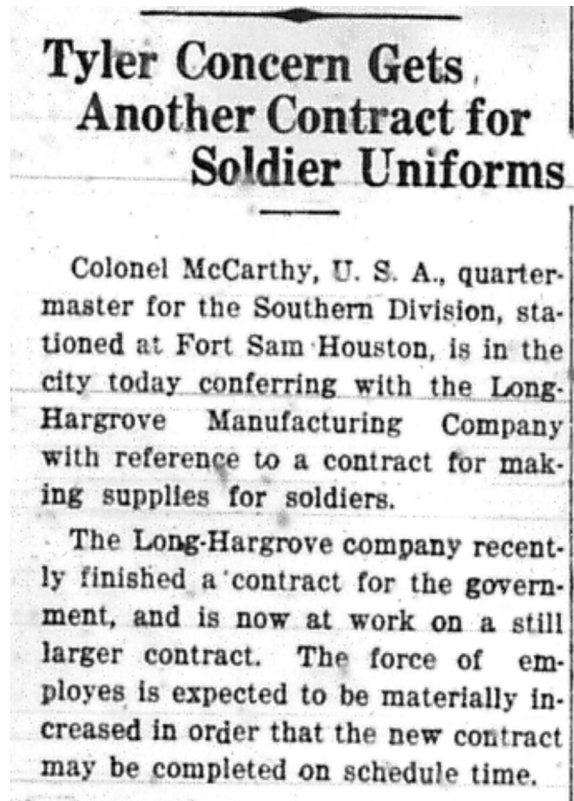 Tyler Concern Gets
Another Contract for
Soldier Uniforms
Colonel McCarthy, U. S. A., quarter-
master for the Southern Division, sta-
tioned at Fort Sam Houston, is in the
city today conferring with the Long-
Hargrove Manufacturing Company
with reference to a contract for mak-
ing supplies for soldiers.
The Long-Hargrove company recent-
ly finished a contract for the govern-
ment, and is now at work on a still
larger contract. The force of em-
ployes is expected to be materially in-
creased in order that the new contract
may be completed on schedule time.